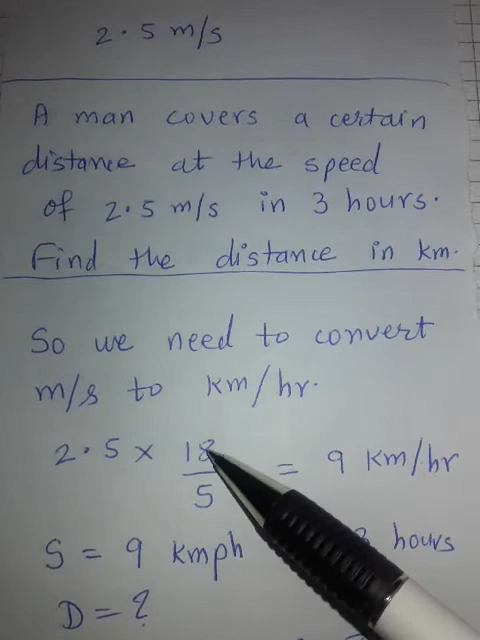 2.5 m/s
A man covers a certain
distance at the speed
of 2.5 m/s in 3 hours.
Find the distance in km.
So we need to convert
m/s to km/hr.
2.5 × 18/5 = 9 km/hr
S = 9 kmph 3 hours
D = ?